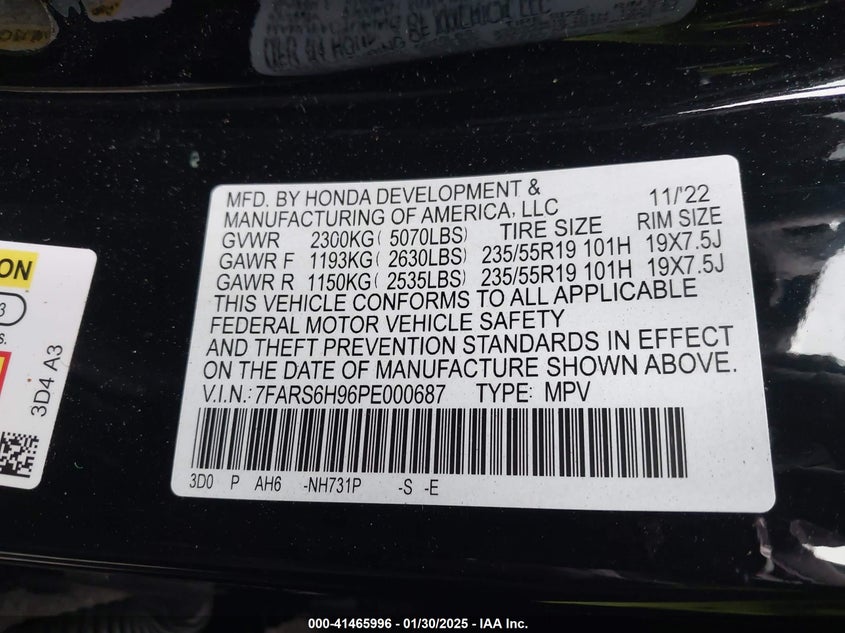 MFD. BY HONDA DEVELOPMENT & 11/'22
MANUFACTURING OF AMERICA, LLC
TIRE SIZE RIM SIZE
GVWR 2300KG( 5070LBS)
GAWR F 1193KG( 2630LBS) 235/55R19 101H 19X7.5J
GAWR R 1150KG( 2535LBS) 235/55R19 101H 19X7.5J
THIS VEHICLE CONFORMS TO ALL APPLICABLE
FEDERAL MOTOR VEHICLE SAFETY
AND THEFT PREVENTION STANDARDS IN EFFECT
ON THE DATE OF MANUFACTURE SHOWN ABOVE.
V.I.N.: 7FARS6H96PE000687 TYPE: MPV
3D0 P AH6 -NH731P -S -E
ON
3
s.
3D4 A3
000-41465996 - 01/30/2025 - IAA Inc.